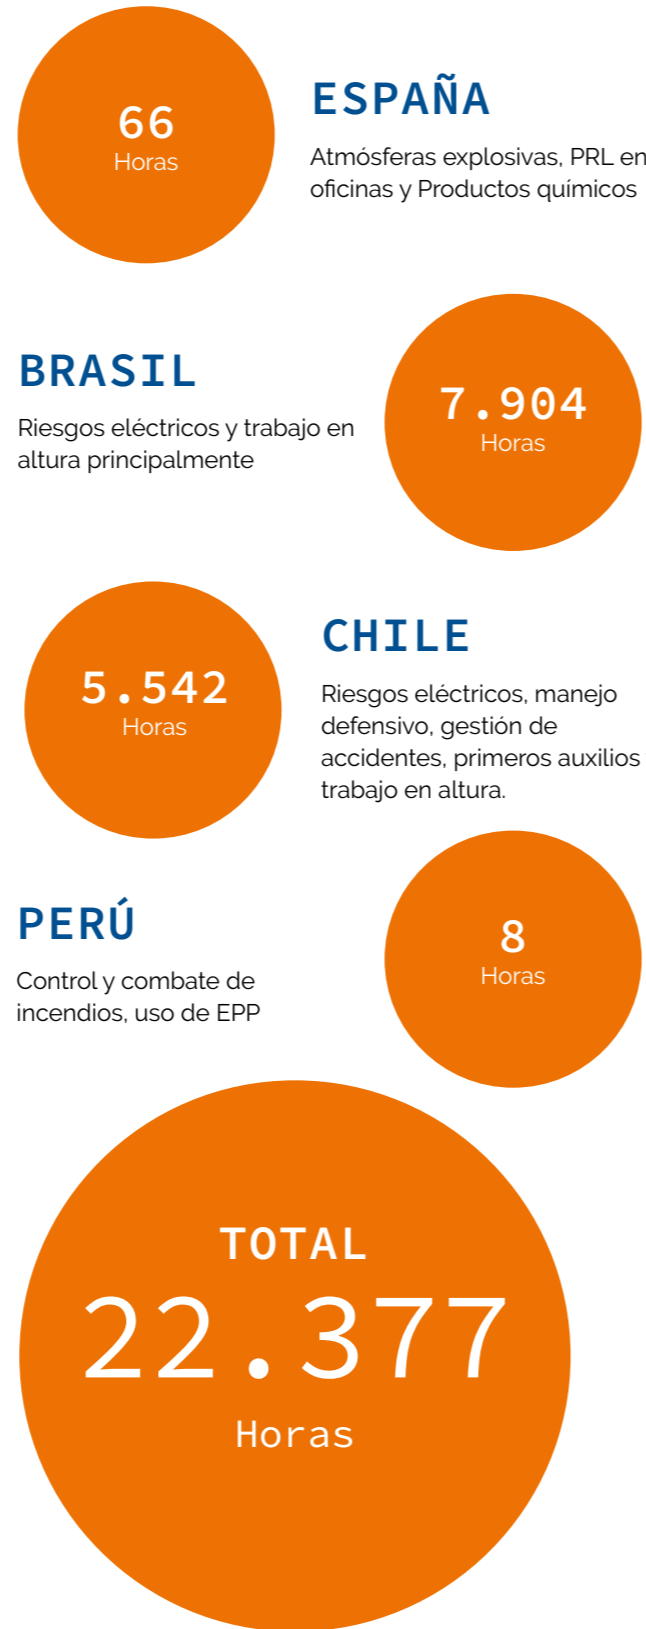 66
Horas
ESPAÑA
Atmósferas explosivas, PRL en
oficinas y Productos químicos
BRASIL
Riesgos eléctricos y trabajo en
altura principalmente
7.904
Horas
5.542
Horas
CHILE
Riesgos eléctricos, manejo
defensivo, gestión de
accidentes, primeros auxilios
trabajo en altura.
PERÚ
Control y combate de
incendios, uso de EPP
8
Horas
TOTAL
22.377
Horas